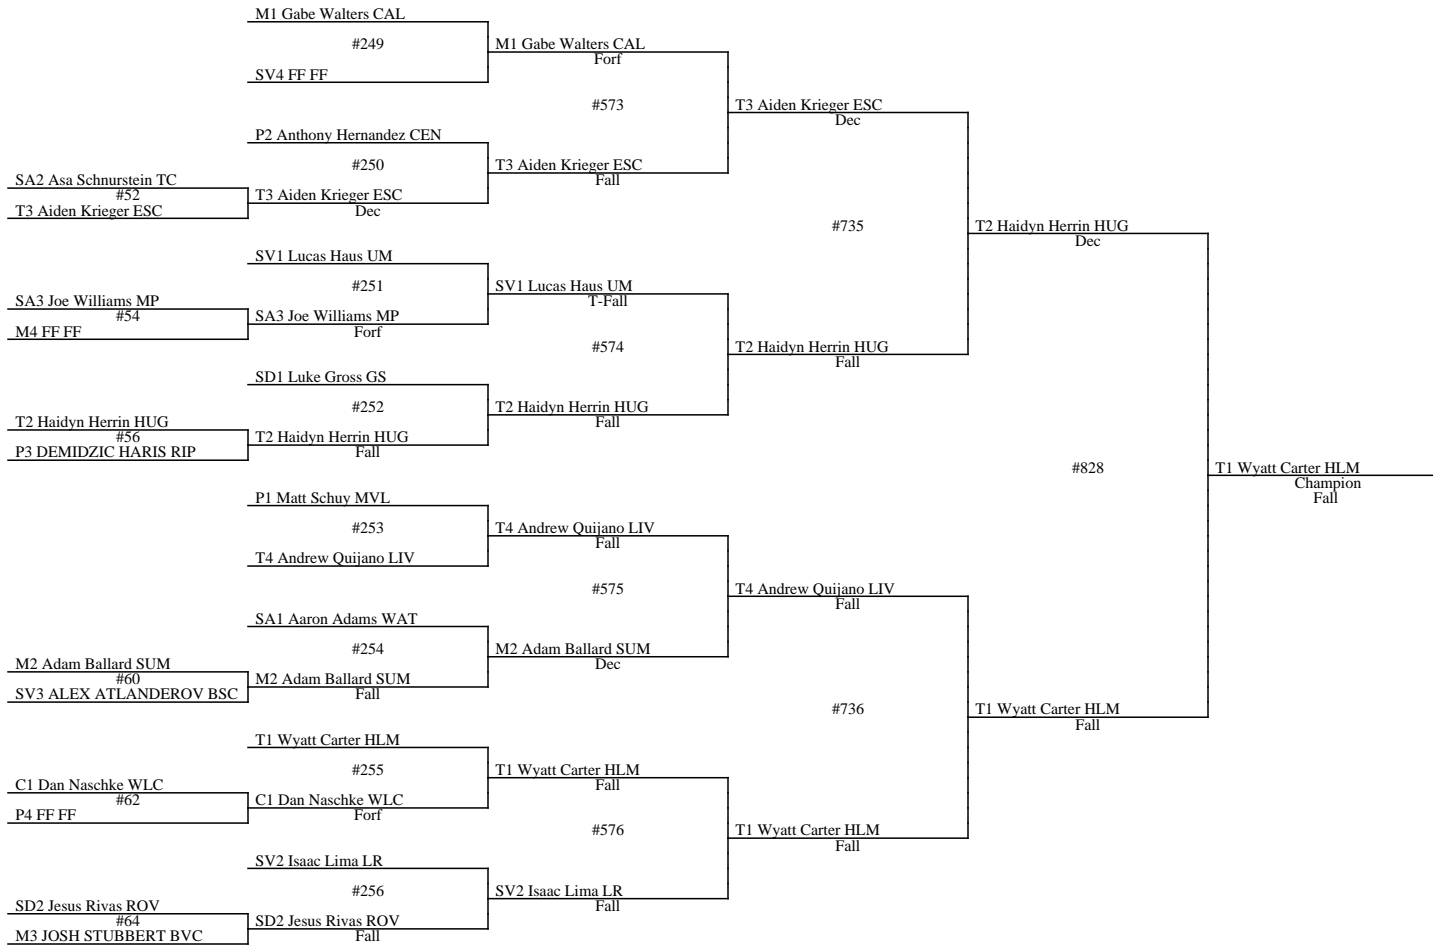 M1 Gabe Walters CAL
#249
M1 Gabe Walters CAL
Forf
SV4 FF FF
#573
T3 Aiden Krieger ESC
Dec
P2 Anthony Hernandez CEN
#250
T3 Aiden Krieger ESC
Fall
SA2 Asa Schnurstein TC
#52
T3 Aiden Krieger ESC
T3 Aiden Krieger ESC
Dec
#735
T2 Haidyn Herrin HUG
Dec
SV1 Lucas Haus UM
#251
SV1 Lucas Haus UM
T-Fall
SA3 Joe Williams MP
#54
M4 FF FF
SA3 Joe Williams MP
Forf
#574
T2 Haidyn Herrin HUG
Fall
SD1 Luke Gross GS
#252
T2 Haidyn Herrin HUG
Fall
T2 Haidyn Herrin HUG
#56
P3 DEMIDZIC HARIS RIP
T2 Haidyn Herrin HUG
Fall
#828
T1 Wyatt Carter HLM
Champion
Fall
P1 Matt Schuy MVL
#253
T4 Andrew Quijano LIV
Fall
T4 Andrew Quijano LIV
#575
T4 Andrew Quijano LIV
Fall
SA1 Aaron Adams WAT
#254
M2 Adam Ballard SUM
Dec
M2 Adam Ballard SUM
#60
SV3 ALEX ATLANDEROV BSC
M2 Adam Ballard SUM
Fall
#736
T1 Wyatt Carter HLM
Fall
T1 Wyatt Carter HLM
#255
T1 Wyatt Carter HLM
Fall
C1 Dan Naschke WLC
#62
P4 FF FF
C1 Dan Naschke WLC
Forf
#576
T1 Wyatt Carter HLM
Fall
SV2 Isaac Lima LR
#256
SV2 Isaac Lima LR
Fall
SD2 Jesus Rivas ROV
#64
M3 JOSH STUBBERT BVC
SD2 Jesus Rivas ROV
Fall